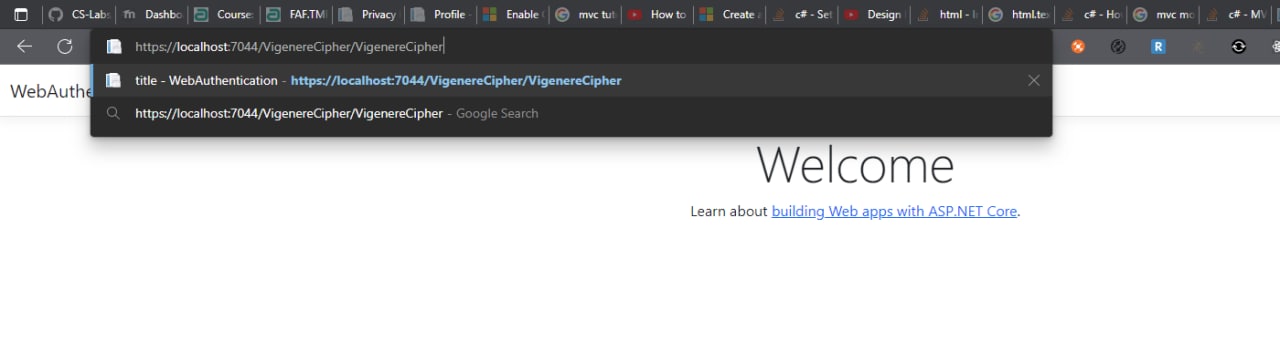 CS-Labs Dashbo Course: FAF.TM Privacy Profile - Enable mvc tut How to Create a c# - Set Design html - I html.tex c# - Ho mvc mo c# - MV
https://localhost:7044/VigenereCipher/VigenereCipher
R
title - WebAuthentication - https://localhost:7044/VigenereCipher/VigenereCipher
WebAuthe
https://localhost:7044/VigenereCipher/VigenereCipher - Google Search
Welcome
Learn about building Web apps with ASP.NET Core.